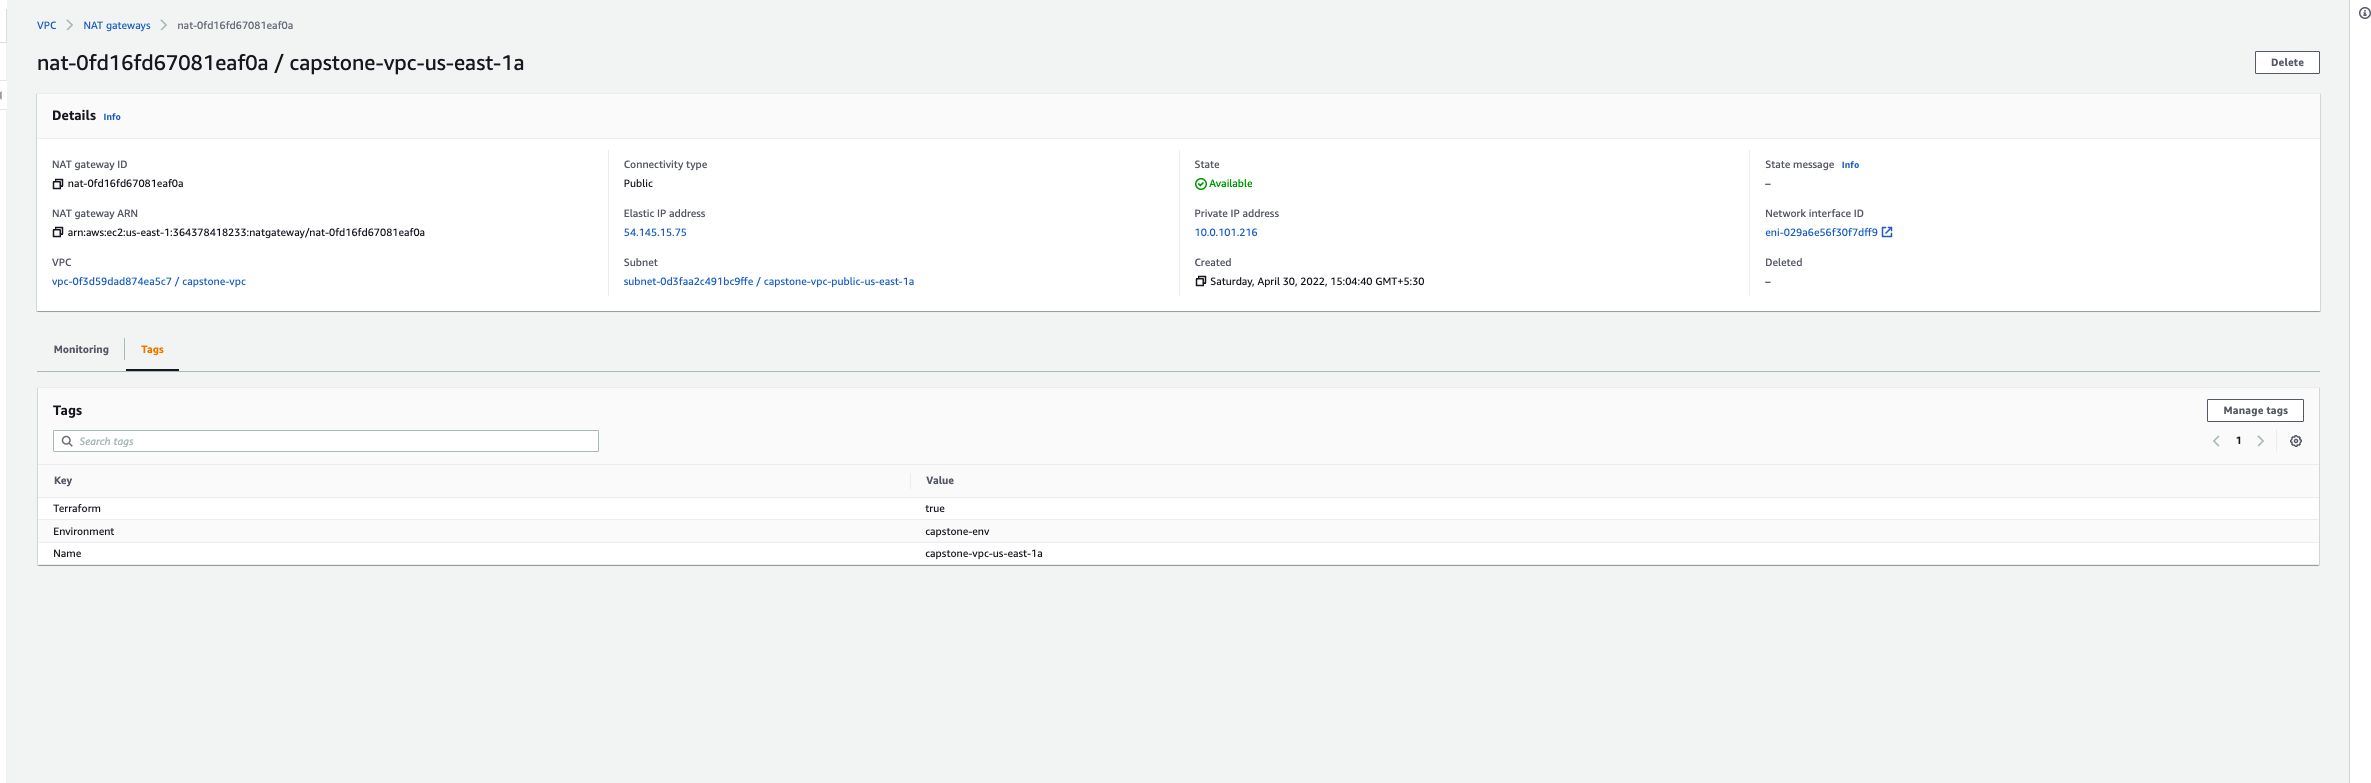 VPC > NAT gateways > nat-0fd16fd67081eaf0a
nat-0fd16fd67081eaf0a / capstone-vpc-us-east-1a
Delete
Details Info
NAT gateway ID
nat-0fd16fd67081eaf0a
Connectivity type
Public
State
Available
State message Info
–
NAT gateway ARN
arn:aws:ec2:us-east-1:364378418233:natgateway/nat-0fd16fd67081eaf0a
Elastic IP address
54.145.15.75
Private IP address
10.0.101.216
Network interface ID
eni-029a6e56f30f7dff9
VPC
vpc-0f3d59dad874ea5c7 / capstone-vpc
Subnet
subnet-0d3faa2c491bc9ffe / capstone-vpc-public-us-east-1a
Created
Saturday, April 30, 2022, 15:04:40 GMT+5:30
Deleted
–
Monitoring Tags
Tags
Manage tags
Search tags
1
Key Value
Terraform true
Environment capstone-env
Name capstone-vpc-us-east-1a